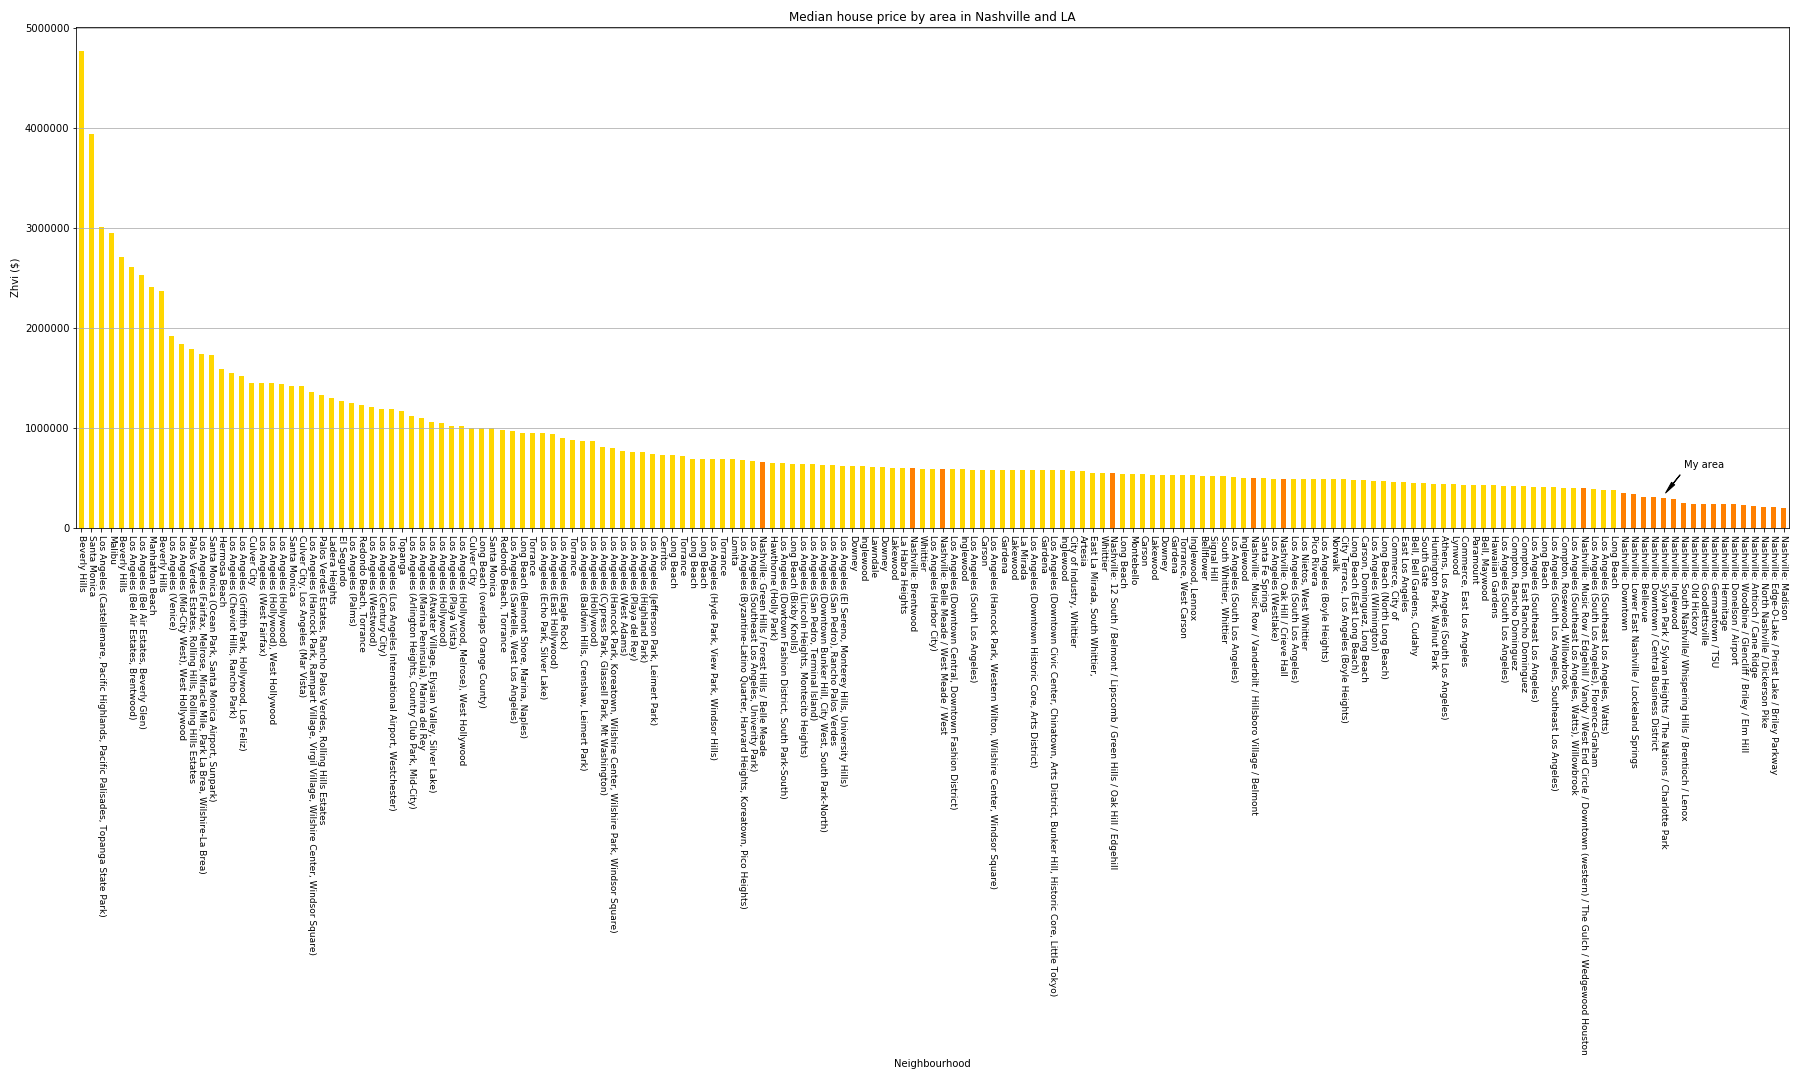 Median house price by area in Nashville and LA
5000000
4000000
3000000
2000000
1000000
0
Zhvi ($)
My area
Beverly Hills
Santa Monica
Los Angeles (Castellemare, Pacific Highlands, Pacific Palisades, Topanga State Park)
Malibu
Beverly Hills
Los Angeles (Bel Air Estates, Brentwood)
Los Angeles (Bel Air Estates, Beverly Glen)
Manhattan Beach
Beverly Hills
Los Angeles (Venice)
Los Angeles (Mid-City West), West Hollywood
Palos Verdes Estates, Rolling Hills, Rolling Hills Estates
Los Angeles (Fairfax, Melrose, Miracle Mile, Park La Brea, Wilshire-La Brea)
Santa Monica (Ocean Park, Santa Monica Airport, Sunpark)
Hermosa Beach
Los Angeles (Cheviot Hills, Rancho Park)
Los Angeles (Griffith Park, Hollywood, Los Feliz)
Culver City
Los Angeles (West Fairfax)
Los Angeles (Hollywood), West Hollywood
Los Angeles (Hollywood)
Santa Monica
Culver City, Los Angeles (Mar Vista)
Los Angeles (Hancock Park, Rampart Village, Virgil Village, Wilshire Center, Windsor Square)
Palos Verdes Estates, Rancho Palos Verdes, Rolling Hills Estates
Ladera Heights
El Segundo
Los Angeles (Palms)
Redondo Beach, Torrance
Los Angeles (Westwood)
Los Angeles (Century City)
Los Angeles (Los Angeles International Airport, Westchester)
Topanga
Los Angeles (Arlington Heights, Country Club Park, Mid-City)
Los Angeles (Marina Peninsula), Marina del Rey
Los Angeles (Atwater Village, Elysian Valley, Silver Lake)
Los Angeles (Hollywood)
Los Angeles (Playa Vista)
Los Angeles (Hollywood, Melrose), West Hollywood
Culver City
Long Beach (overlaps Orange County)
Santa Monica
Redondo Beach, Torrance
Los Angeles (Sawtelle, West Los Angeles)
Long Beach (Belmont Shore, Marina, Naples)
Torrance
Los Angeles (Echo Park, Silver Lake)
Los Angeles (East Hollywood)
Los Angeles (Eagle Rock)
Torrance
Los Angeles (Baldwin Hills, Crenshaw, Leimert Park)
Los Angeles (Hollywood)
Los Angeles (Cypress Park, Glassell Park, Mt Washington)
Los Angeles (Hancock Park, Koreatown, Wilshire Center, Wilshire Park, Windsor Square)
Los Angeles (West Adams)
Los Angeles (Playa del Rey)
Los Angeles (Highland Park)
Los Angeles (Jefferson Park, Leimert Park)
Cerritos
Long Beach
Torrance
Long Beach
Long Beach
Los Angeles (Hyde Park, View Park, Windsor Hills)
Torrance
Lomita
Los Angeles (Byzantine-Latino Quarter, Harvard Heights, Koreatown, Pico Heights)
Los Angeles (Southeast Los Angeles, Univerity Park)
Nashville: Green Hills / Forest Hills / Belle Meade
Hawthorne (Holly Park)
Los Angeles (Downtown Fashion District, South Park-South)
Long Beach (Bixby Knolls)
Los Angeles (Lincoln Heights, Montecito Heights)
Los Angeles (San Pedro, Terminal Island)
Los Angeles (Downtown Bunker Hill, City West, South Park-North)
Los Angeles (San Pedro), Rancho Palos Verdes
Los Angeles (El Sereno, Monterey Hills, University Hills)
Downey
Inglewood
Lawndale
Downey
Lakewood
La Habra Heights
Nashville: Brentwood
Whittier
Los Angeles (Harbor City)
Nashville: Belle Meade / West Meade / West
Los Angeles (Downtown Central, Downtown Fashion District)
Inglewood
Los Angeles (South Los Angeles)
Carson
Los Angeles (Hancock Park, Western Wilton, Wilshire Center, Windsor Square)
Gardena
Lakewood
La Mirada
Los Angeles (Downtown Historic Core, Arts District)
Gardena
Los Angeles (Downtown Civic Center, Chinatown, Arts District, Bunker Hill, Historic Core, Little Tokyo)
Inglewood
City of Industry, Whittier
Artesia
East La Mirada, South Whittier,
Whittier
Nashville: 12 South / Belmont / Lipscomb / Green Hills / Oak Hill / Edgehill
Long Beach
Montebello
Carson
Lakewood
Downey
Gardena
Torrance, West Carson
Inglewood, Lennox
Bellflower
Signal Hill
South Whittier, Whittier
Los Angeles (South Los Angeles)
Inglewood
Nashville: Music Row / Vanderbilt / Hillsboro Village / Belmont
Santa Fe Springs
Los Angeles (Westlake)
Nashville: Oak Hill / Crieve Hall
Los Angeles (South Los Angeles)
Los Nietos, West Whittier
Pico Rivera
Los Angeles (Boyle Heights)
Norwalk
City Terrace, Los Angeles (Boyle Heights)
Long Beach (East Long Beach)
Carson, Dominguez, Long Beach
Los Angeles (Wilmington)
Long Beach (North Long Beach)
Commerce, City of
East Los Angeles
Bell, Bell Gardens, Cudahy
South Gate
Huntington Park, Walnut Park
Athens, Los Angeles (South Los Angeles)
Lynwood
Commerce, East Los Angeles
Paramount
Bell, Maywood
Hawaiian Gardens
Los Angeles (South Los Angeles)
Compton, Rancho Dominguez
Compton, East Rancho Dominguez
Los Angeles (Southeast Los Angeles)
Long Beach
Los Angeles (South Los Angeles, Southeast Los Angeles)
Compton, Rosewood, Willowbrook
Los Angeles (Southeast Los Angeles, Watts), Willowbrook
Nashville: Music Row / Edgehill / Vandy / West End Circle / Downtown (western) / The Gulch / Wedgewood Houston
Los Angeles (South Los Angeles), Florence-Graham
Los Angeles (Southeast Los Angeles, Watts)
Long Beach
Nashville: Downtown
Nashville: Lower East Nashville / Lockeland Springs
Nashville: Bellevue
Nashville: Downtown / Central Business District
Nashville: Sylvan Park / Sylvan Heights / The Nations / Charlotte Park
Nashville: Inglewood
Nashville: South Nashville/ Whispering Hills / Brentioch / Lenox
Nashville: Old Hickory
Nashville: Goodlettsville
Nashville: Germantown / TSU
Nashville: Hermitage
Nashville: Donelson / Airport
Nashville: Woodbine / Glencliff / Briley / Elm Hill
Nashville: Antioch / Cane Ridge
Nashville: North Nashville / Dickerson Pike
Nashville: Edge-O-Lake / Priest Lake / Briley Parkway
Nashville: Madison
Neighbourhood